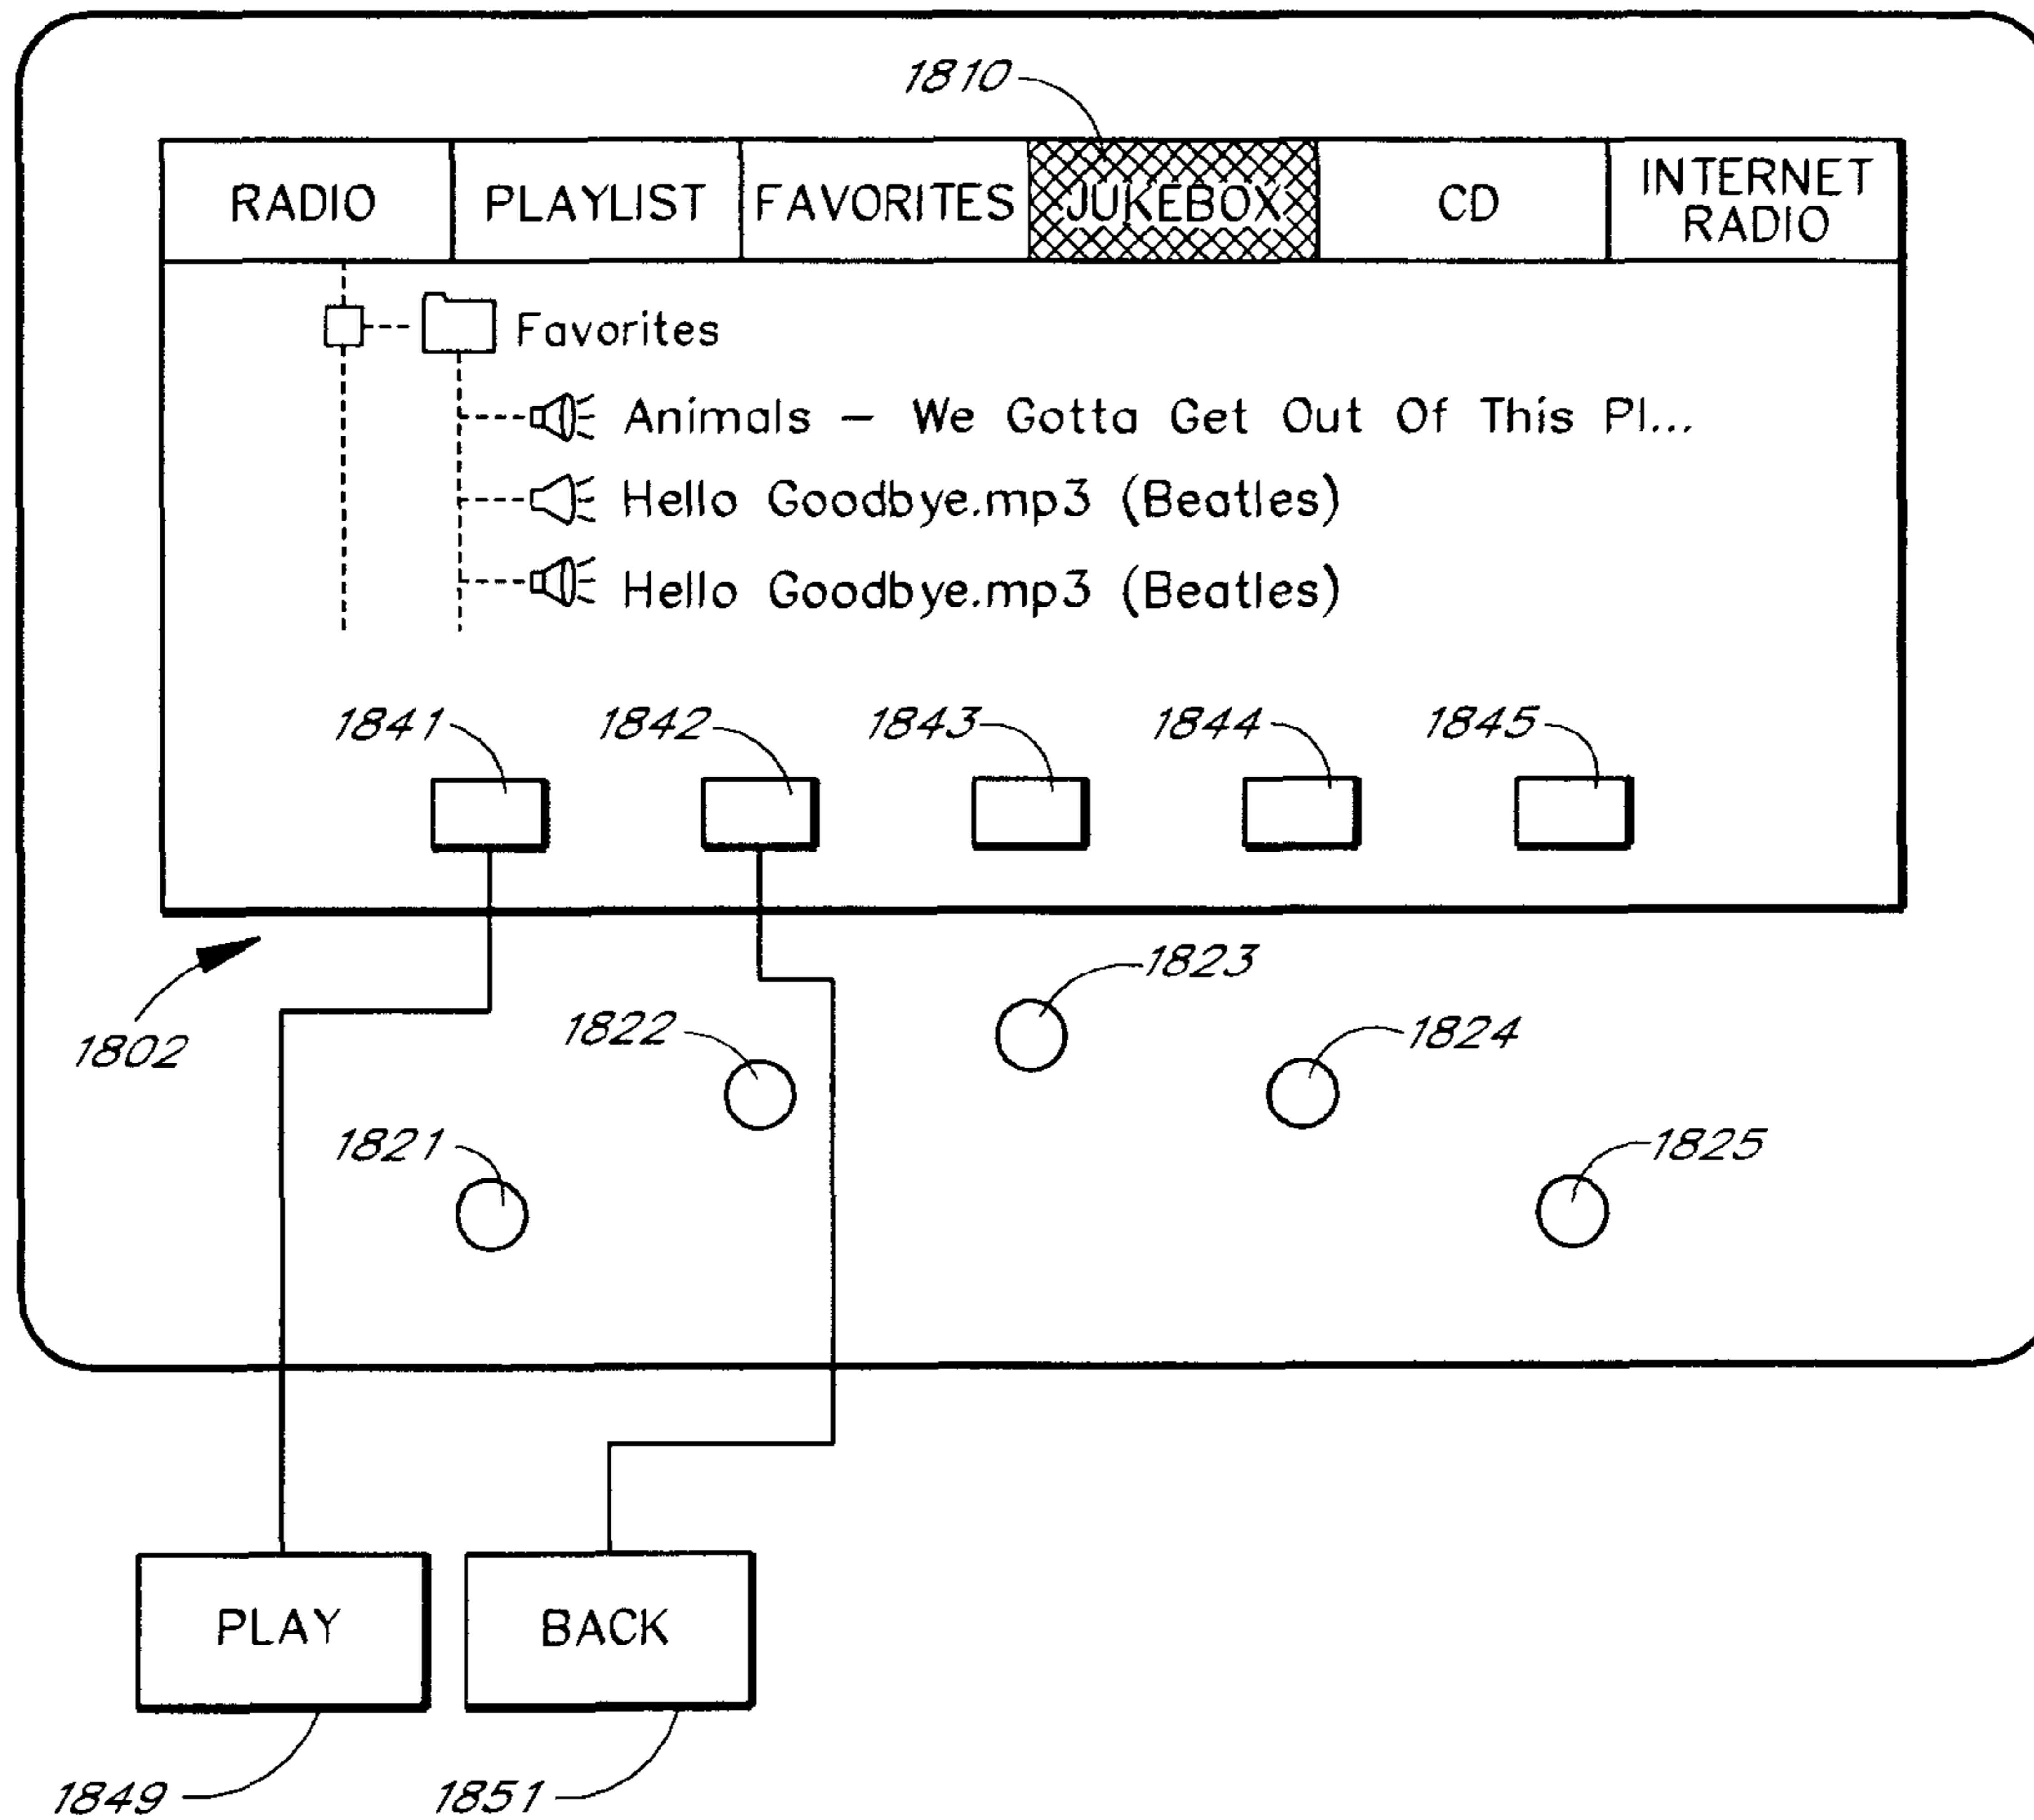 1810
RADIO
PLAYLIST
FAVORITES
JUKEBOX
CD
INTERNET
RADIO
Favorites
Animals – We Gotta Get Out Of This Pl...
Hello Goodbye.mp3 (Beatles)
Hello Goodbye.mp3 (Beatles)
1841
1842
1843
1844
1845
1802
1823
1822
1824
1821
1825
PLAY
BACK
1849
1851